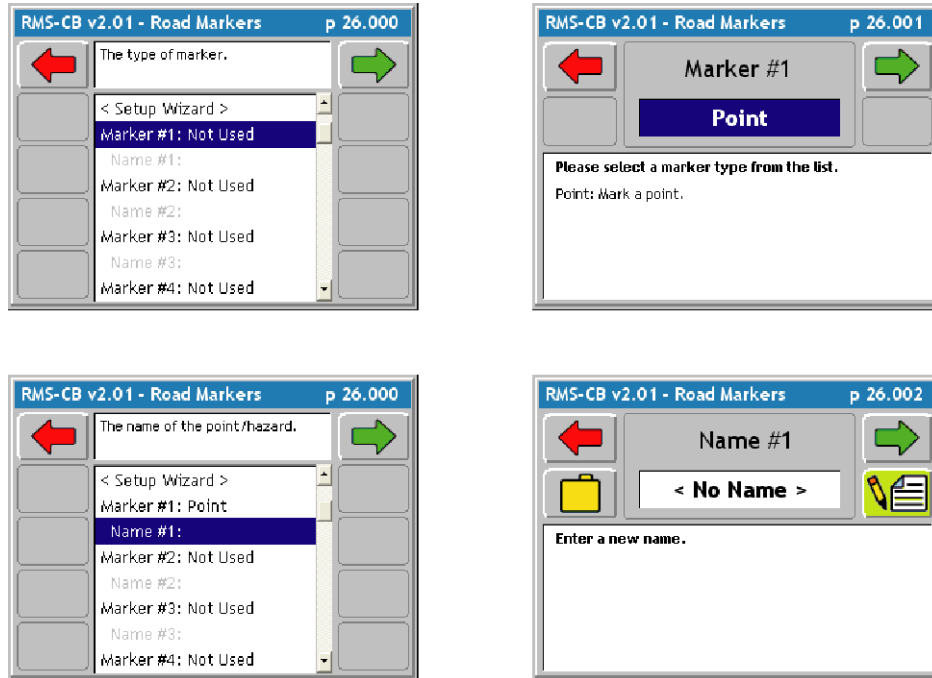 RMS-CB v2.01 - Road Markers p 26.000
The type of marker.
< Setup Wizard >
Marker #1: Not Used
Name #1:
Marker #2: Not Used
Name #2:
Marker #3: Not Used
Name #3:
Marker #4: Not Used
RMS-CB v2.01 - Road Markers p 26.001
Marker #1
Point
Please select a marker type from the list.
Point: Mark a point.
RMS-CB v2.01 - Road Markers p 26.000
The name of the point/hazard.
< Setup Wizard >
Marker #1: Point
Name #1:
Marker #2: Not Used
Name #2:
Marker #3: Not Used
Name #3:
Marker #4: Not Used
RMS-CB v2.01 - Road Markers p 26.002
Name #1
< No Name >
Enter a new name.